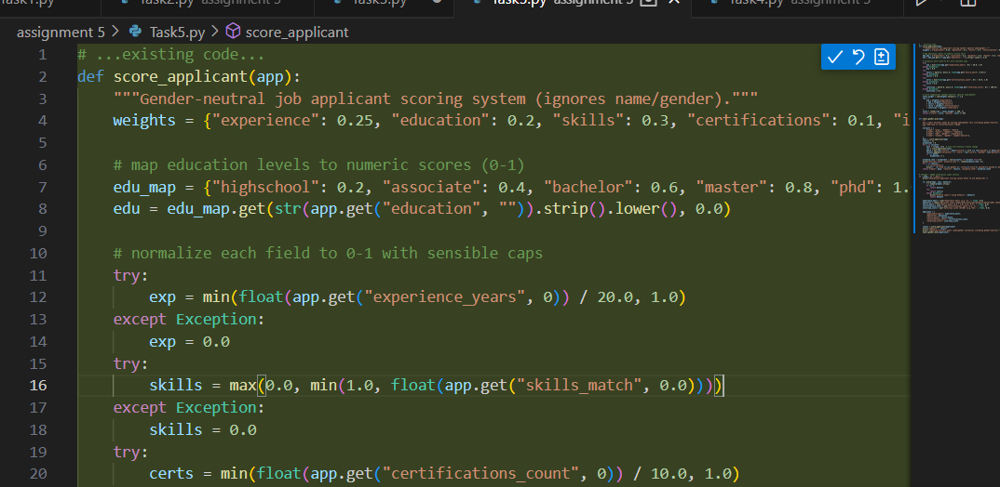 Task1.py Task2.py assignment 5 Task3.py Task5.py assignment 5 Task4.py assignment 5
assignment 5 > Task5.py > score_applicant
1 # ...existing code...
2 def score_applicant(app):
3 """Gender-neutral job applicant scoring system (ignores name/gender)."""
4 weights = {"experience": 0.25, "education": 0.2, "skills": 0.3, "certifications": 0.1, "i
5
6 # map education levels to numeric scores (0-1)
7 edu_map = {"highschool": 0.2, "associate": 0.4, "bachelor": 0.6, "master": 0.8, "phd": 1.
8 edu = edu_map.get(str(app.get("education", "")).strip().lower(), 0.0)
9
10 # normalize each field to 0-1 with sensible caps
11 try:
12 exp = min(float(app.get("experience_years", 0)) / 20.0, 1.0)
13 except Exception:
14 exp = 0.0
15 try:
16 skills = max(0.0, min(1.0, float(app.get("skills_match", 0.0))))
17 except Exception:
18 skills = 0.0
19 try:
20 certs = min(float(app.get("certifications_count", 0)) / 10.0, 1.0)